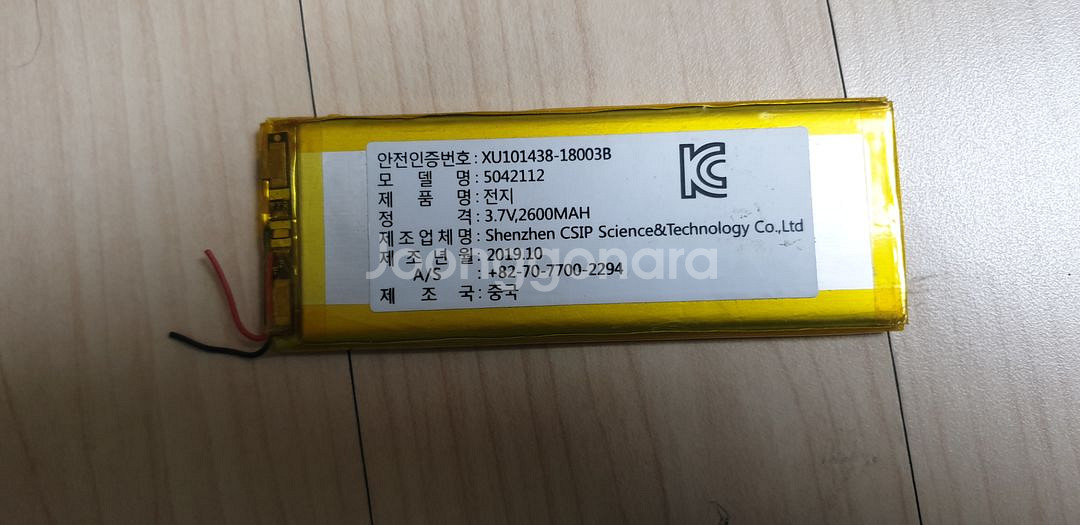 안전인증번호 : XU101438-18003B
모 델 명 : 5042112
제 품 명 : 전지
정 격 : 3.7V,2600MAH
제조업체명 : Shenzhen CSIP Science&Technology Co.,Ltd
제 조 년 월 : 2019.10
A/S : +82-70-7700-2294
제 조 국 : 중국
KC
Joonggonara